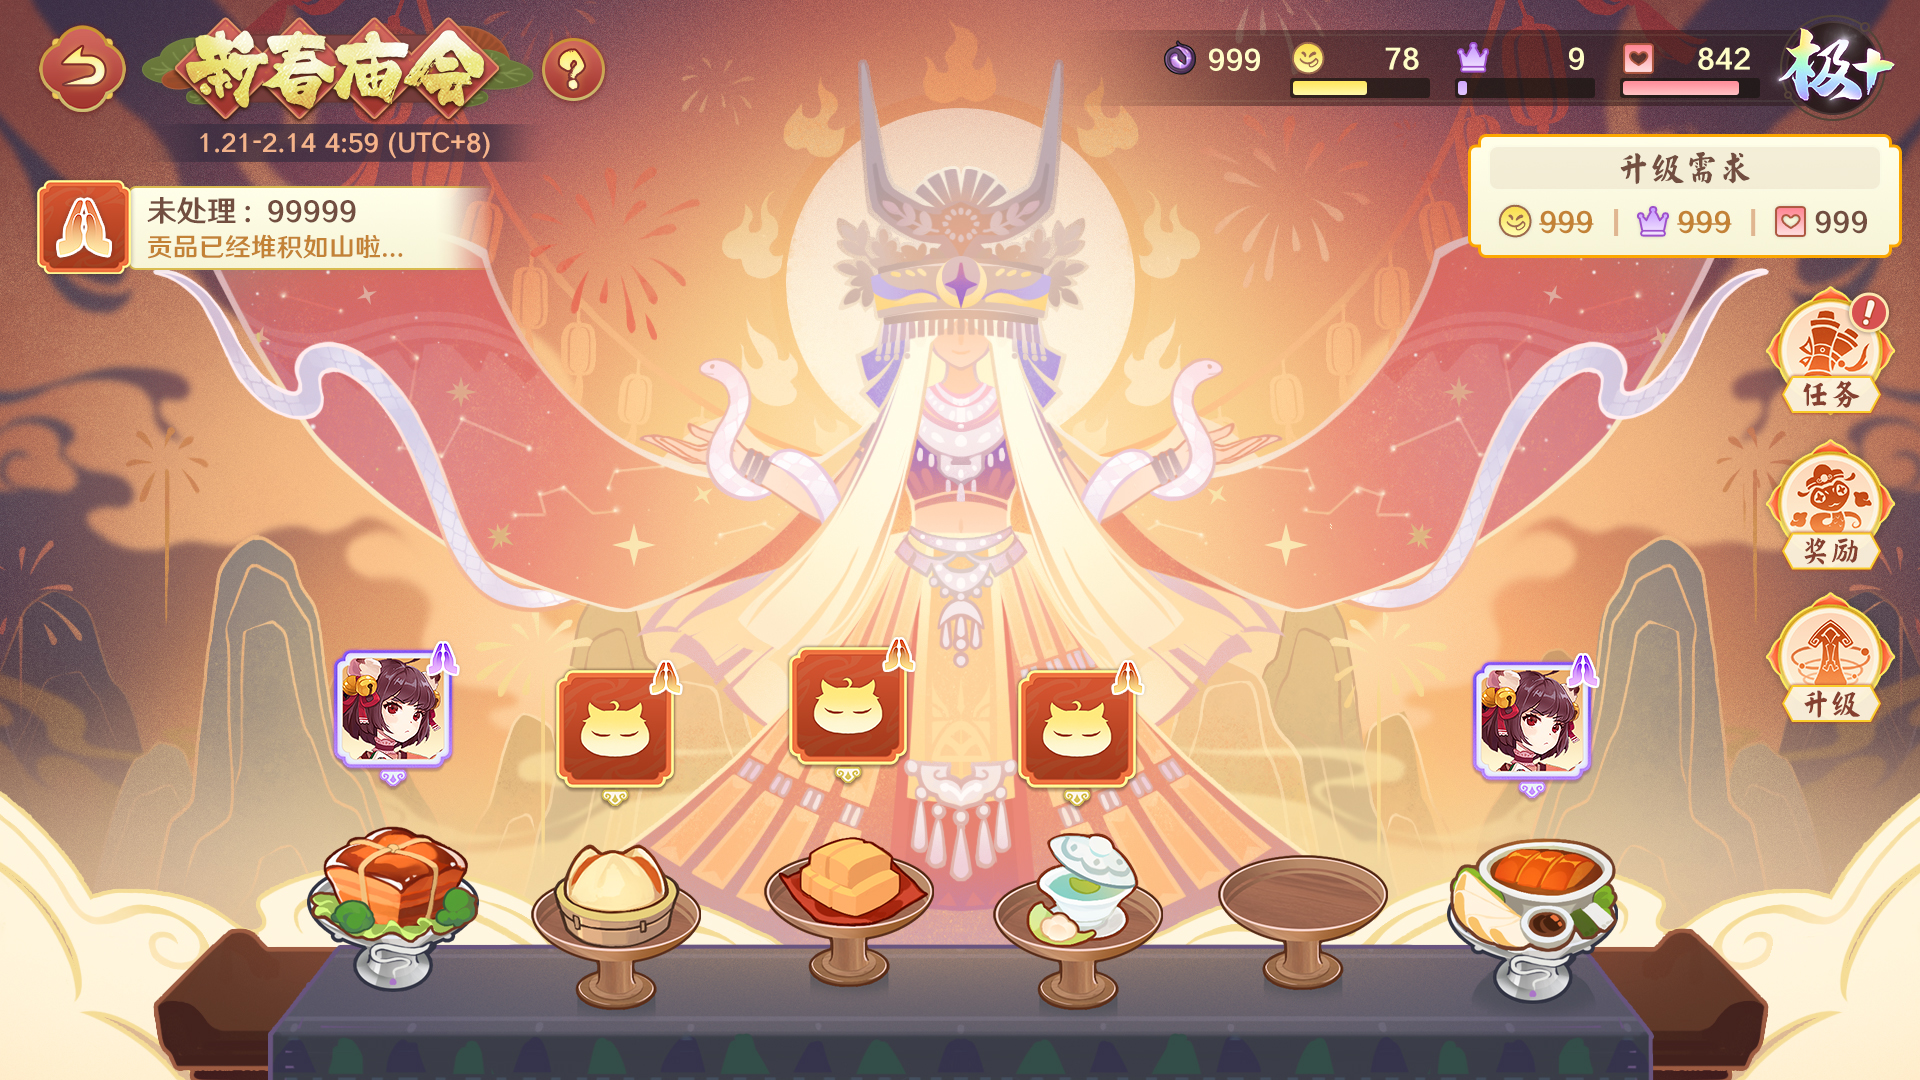 新春庙会
?
1.21-2.14 4:59 (UTC+8)
999
78
9
842
极+
未处理：99999
贡品已经堆积如山啦...
升级需求
999 | 999 | 999
!
任务
奖励
升级